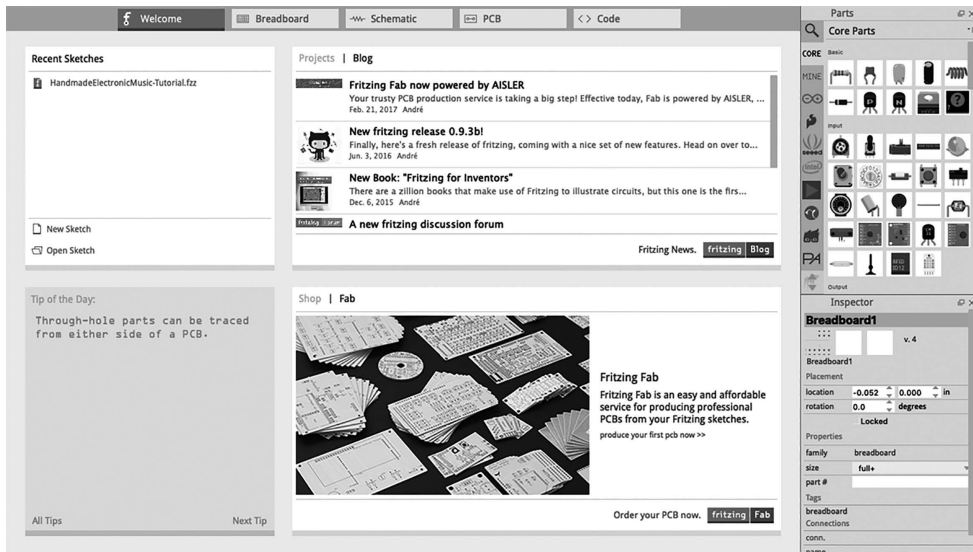 Welcome
Breadboard
Schematic
PCB
<> Code
Recent Sketches
HandmadeElectronicMusic-Tutorial.fzz
New Sketch
Open Sketch
Projects | Blog
Fritzing Fab now powered by AISLER
Your trusty PCB production service is taking a big step! Effective today, Fab is powered by AISLER, ...
Feb. 21, 2017 André
New fritzing release 0.9.3b!
Finally, here's a fresh release of fritzing, coming with a nice set of new features. Head on over to...
Jun. 3, 2016 André
New Book: "Fritzing for Inventors"
There are a zillion books that make use of Fritzing to illustrate circuits, but this one is the firs...
Dec. 6, 2015 André
A new fritzing discussion forum
Fritzing News. fritzing Blog
Tip of the Day:
Through-hole parts can be traced
from either side of a PCB.
All Tips
Next Tip
Shop | Fab
Fritzing Fab
Fritzing Fab is an easy and affordable
service for producing professional
PCBs from your Fritzing sketches.
produce your first pcb now >>
Order your PCB now. fritzing Fab
Parts
Core Parts
CORE
MINE
seeed
intel
PA
Basic
P
N
?
Input
RFID
ID12
Output
Inspector
Breadboard1
v. 4
Breadboard1
Placement
location -0.052 0.000 in
rotation 0.0 degrees
Locked
Properties
family breadboard
size full+
part #
Tags
breadboard
Connections
conn.
name